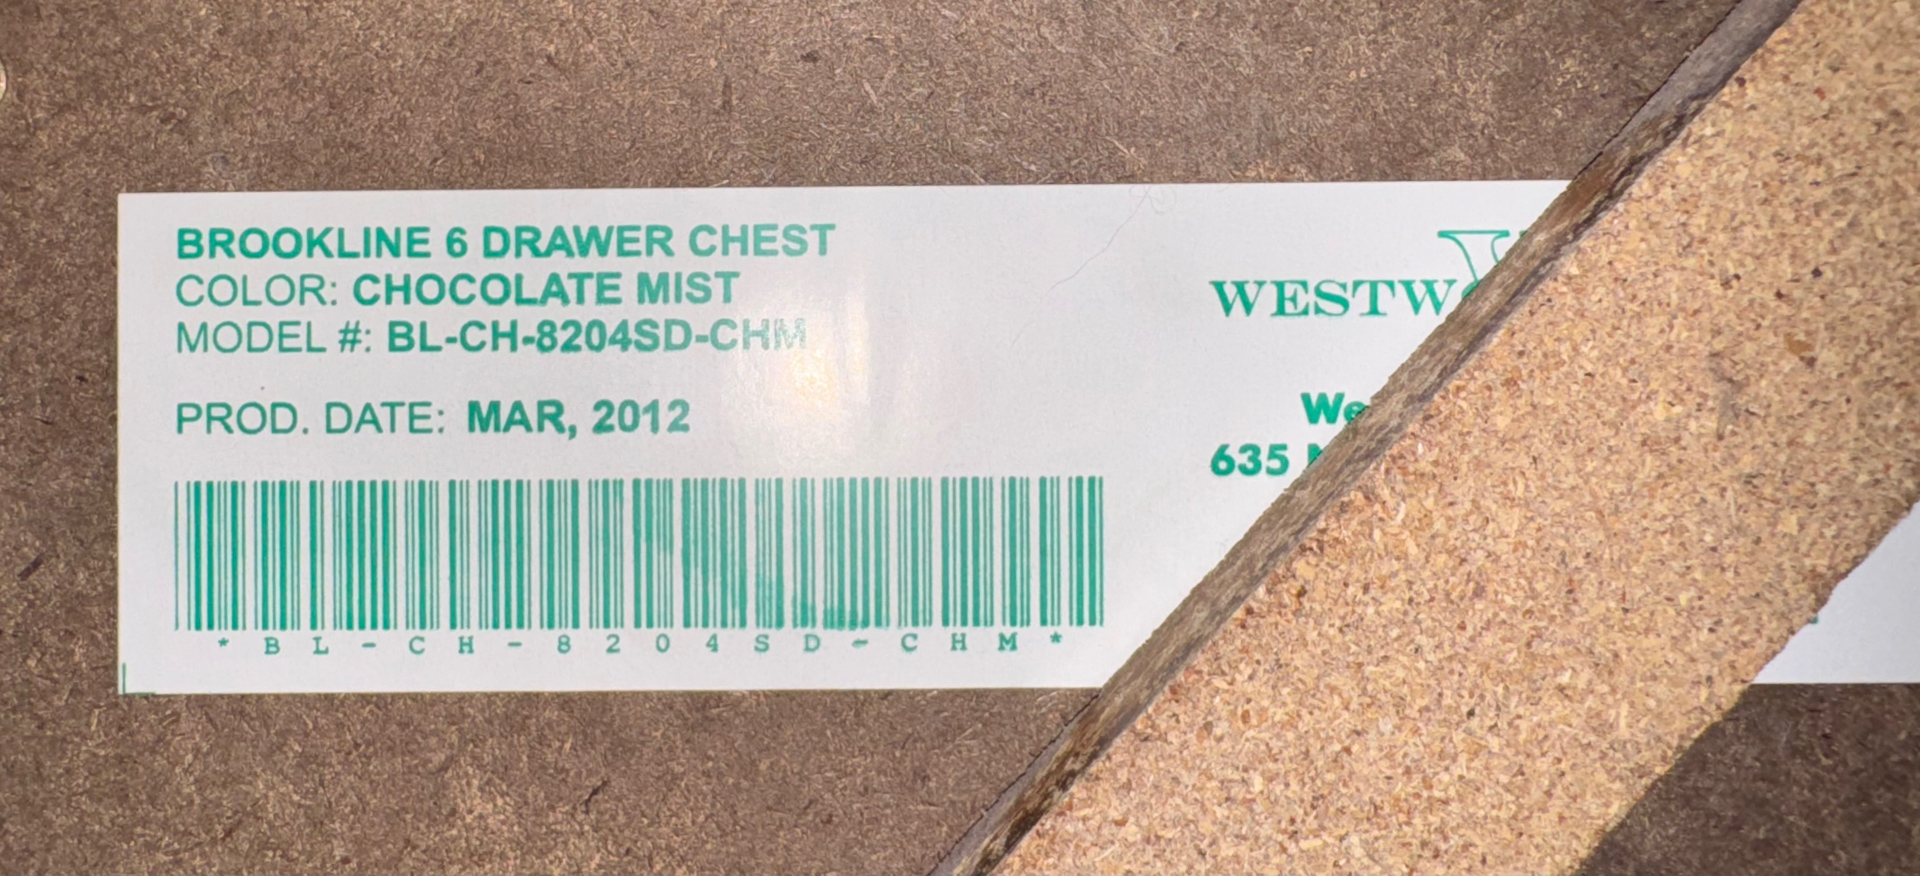 BROOKLINE 6 DRAWER CHEST
COLOR: CHOCOLATE MIST
MODEL #: BL-CH-8204SD-CHM
PROD. DATE: MAR, 2012
*BL-CH-8204SD-CHM*
635